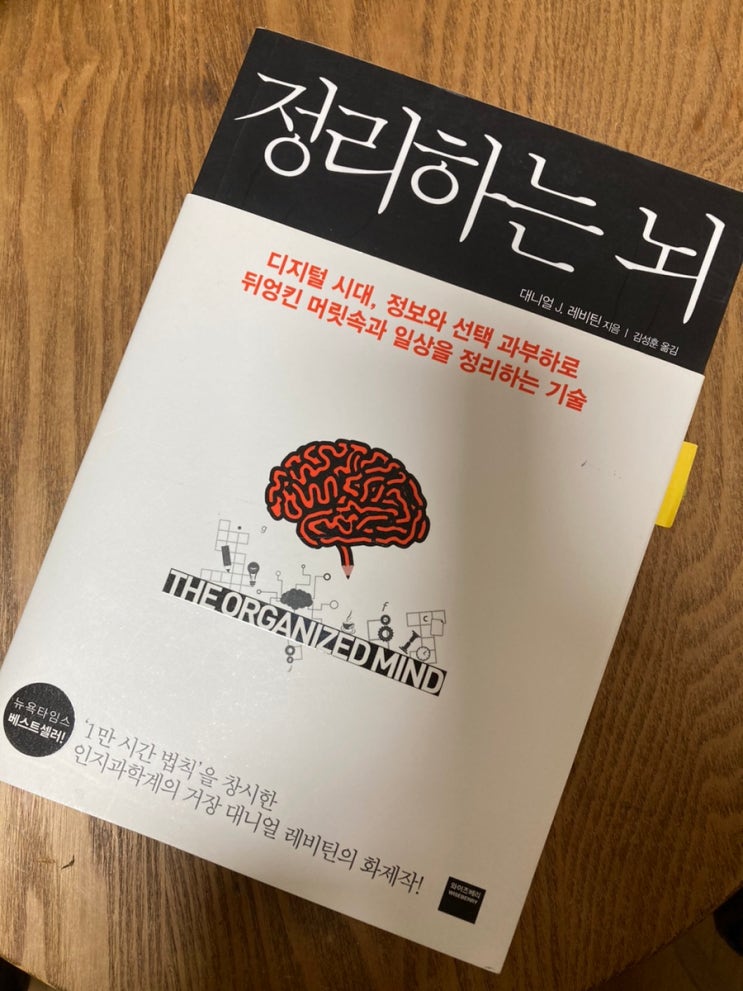 정리하는 뇌
대니얼 J. 레비틴 지음 | 김성훈 옮김
디지털 시대, 정보와 선택 과부하로
뒤엉킨 머릿속과 일상을 정리하는 기술
g
f
c
THE ORGANIZED MIND
뉴욕타임스
베스트셀러!
'1만 시간 법칙'을 창시한
인지과학계의 거장 대니얼 레비틴의 화제작!
와이즈베리
WISEBERRY